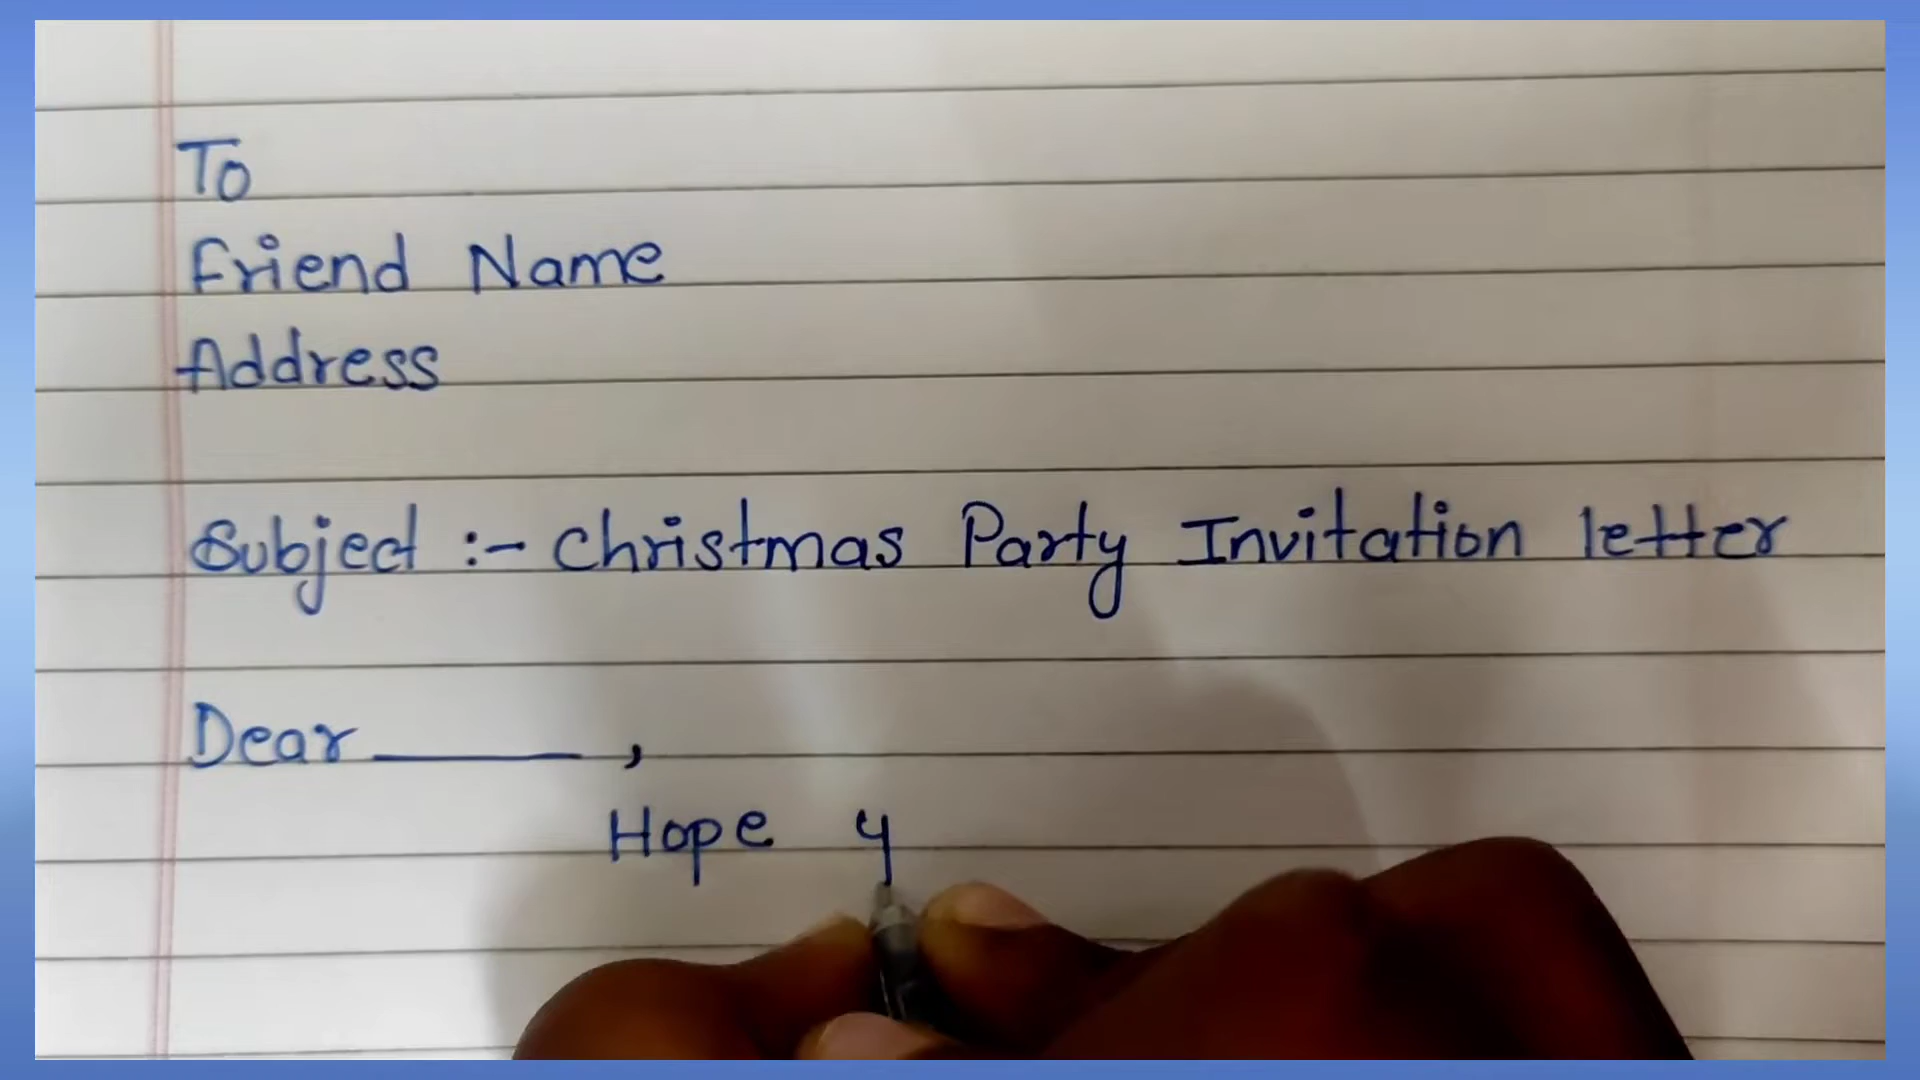 To
Friend Name
Address
Subject :- Christmas Party Invitation letter
Dear ______ ,
Hope y